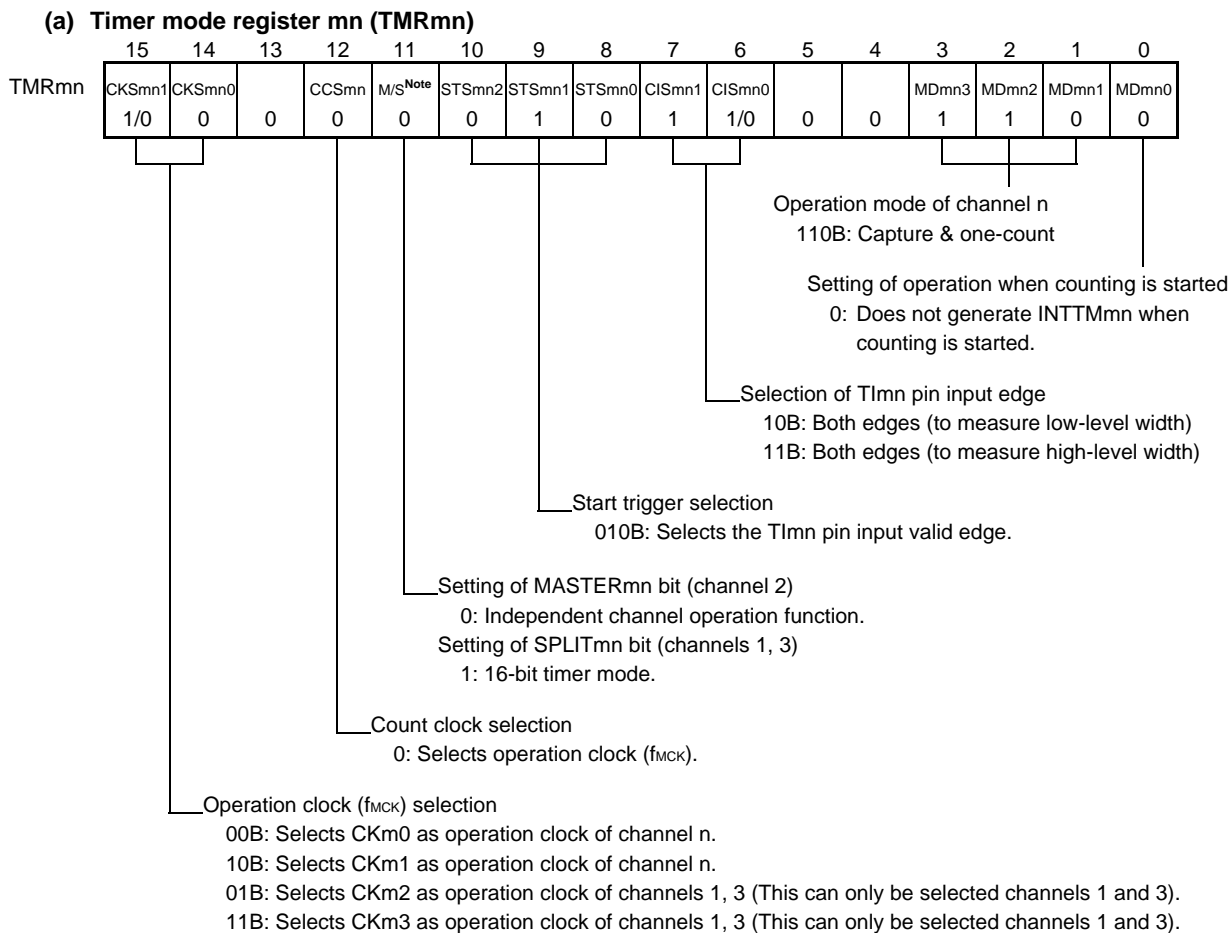 (a) Timer mode register mn (TMRmn)
15 14 13 12 11 10 9 8 7 6 5 4 3 2 1 0
TMRmn CKSmn1 CKSmn0 CCSmn M/S Note STSmn2 STSmn1 STSmn0 CISmn1 CISmn0 MDmn3 MDmn2 MDmn1 MDmn0
1/0 0 0 0 0 0 1 0 1 1/0 0 0 1 1 0 0
Operation mode of channel n
110B: Capture & one-count
Setting of operation when counting is started
0: Does not generate INTTMmn when
counting is started.
Selection of TImn pin input edge
10B: Both edges (to measure low-level width)
11B: Both edges (to measure high-level width)
Start trigger selection
010B: Selects the TImn pin input valid edge.
Setting of MASTERmn bit (channel 2)
0: Independent channel operation function.
Setting of SPLITmn bit (channels 1, 3)
1: 16-bit timer mode.
Count clock selection
0: Selects operation clock (fMCK).
Operation clock (fMCK) selection
00B: Selects CKm0 as operation clock of channel n.
10B: Selects CKm1 as operation clock of channel n.
01B: Selects CKm2 as operation clock of channels 1, 3 (This can only be selected channels 1 and 3).
11B: Selects CKm3 as operation clock of channels 1, 3 (This can only be selected channels 1 and 3).